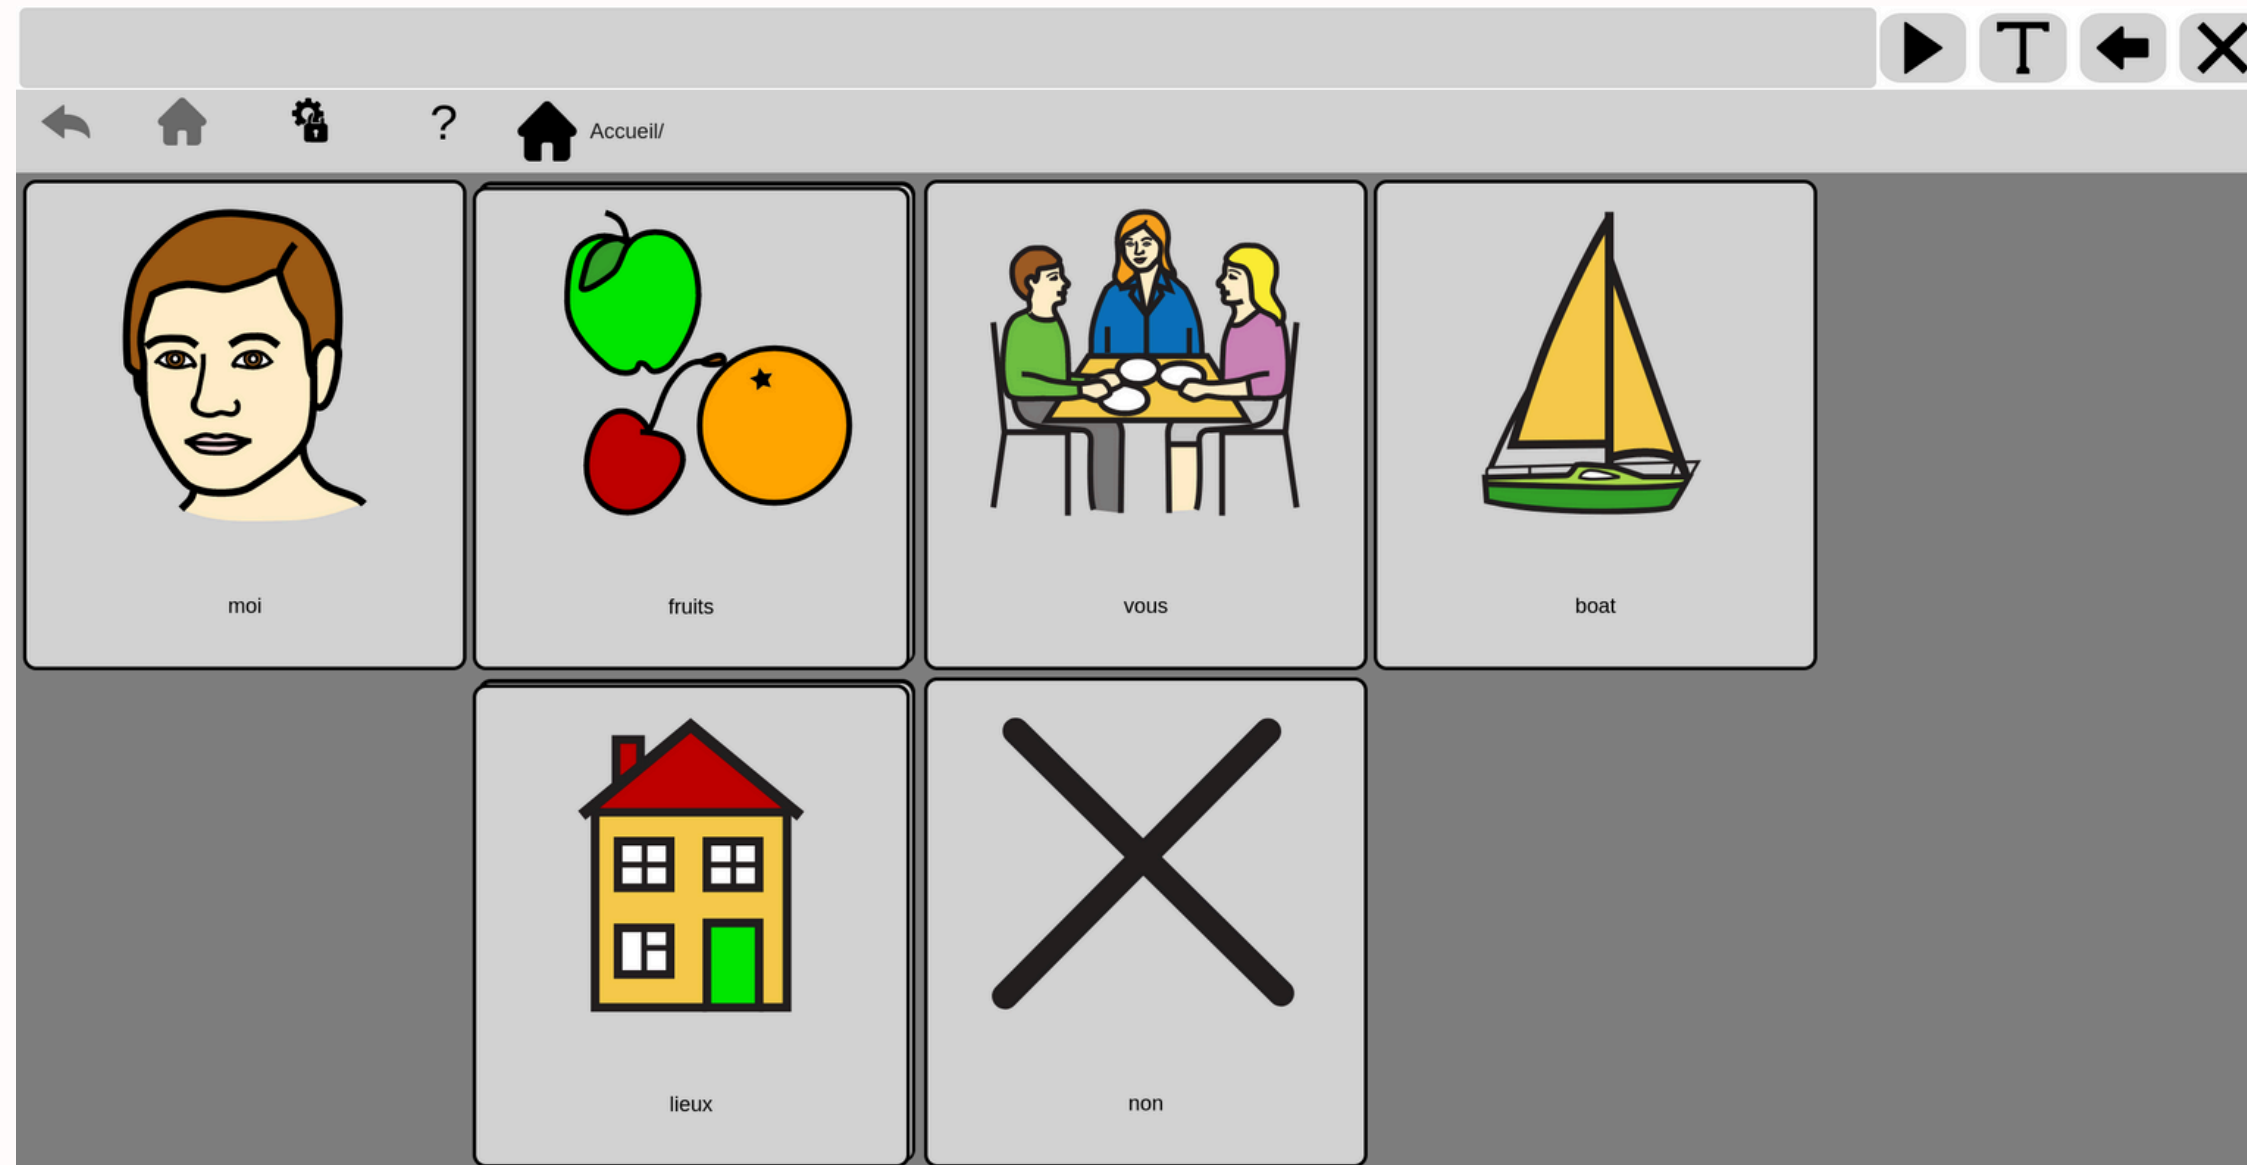 T
? Accueil/
moi
fruits
vous
boat
lieux
non